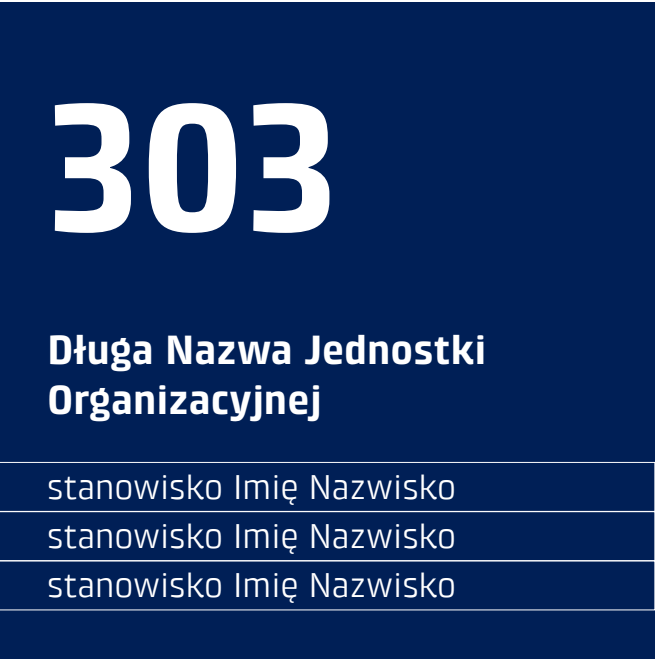 303
Długa Nazwa Jednostki
Organizacyjnej
stanowisko Imię Nazwisko
stanowisko Imię Nazwisko
stanowisko Imię Nazwisko